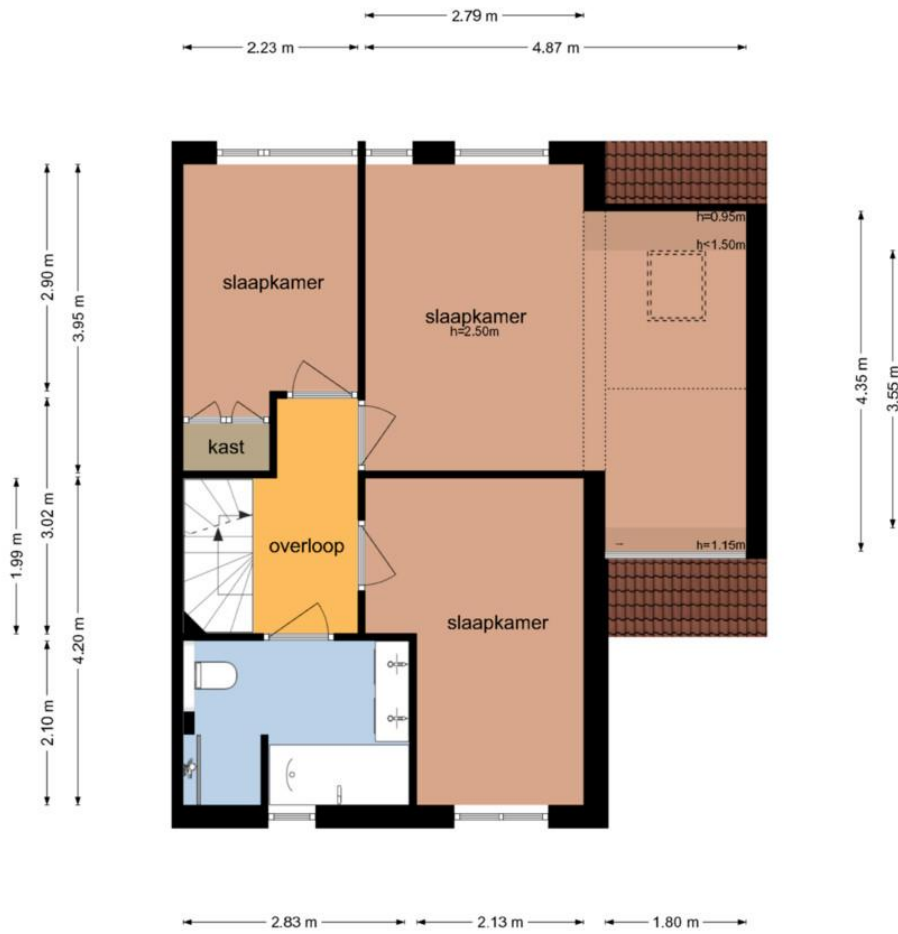 2.79 m
2.23 m
4.87 m
h=0.95m
h<1.50m
2.90 m
3.95 m
slaapkamer
slaapkamer
h=2.50m
4.35 m
3.55 m
kast
3.02 m
1.99 m
overloop
h=1.15m
slaapkamer
4.20 m
2.10 m
2.83 m
2.13 m
1.80 m